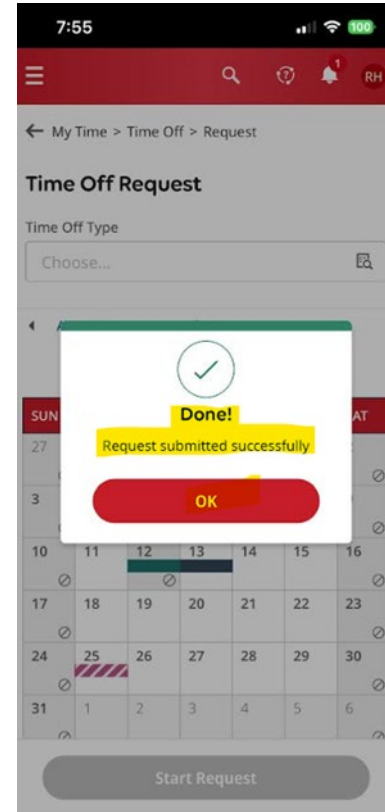 7:55 100
1
RH
← My Time > Time Off > Request
Time Off Request
Time Off Type
Choose...
Done!
Request submitted successfully
OK
SUN AT
27
3
10 11 12 13 14 15 16
17 18 19 20 21 22 23
24 25 26 27 28 29 30
31 1 2 3 4 5 6
Start Request